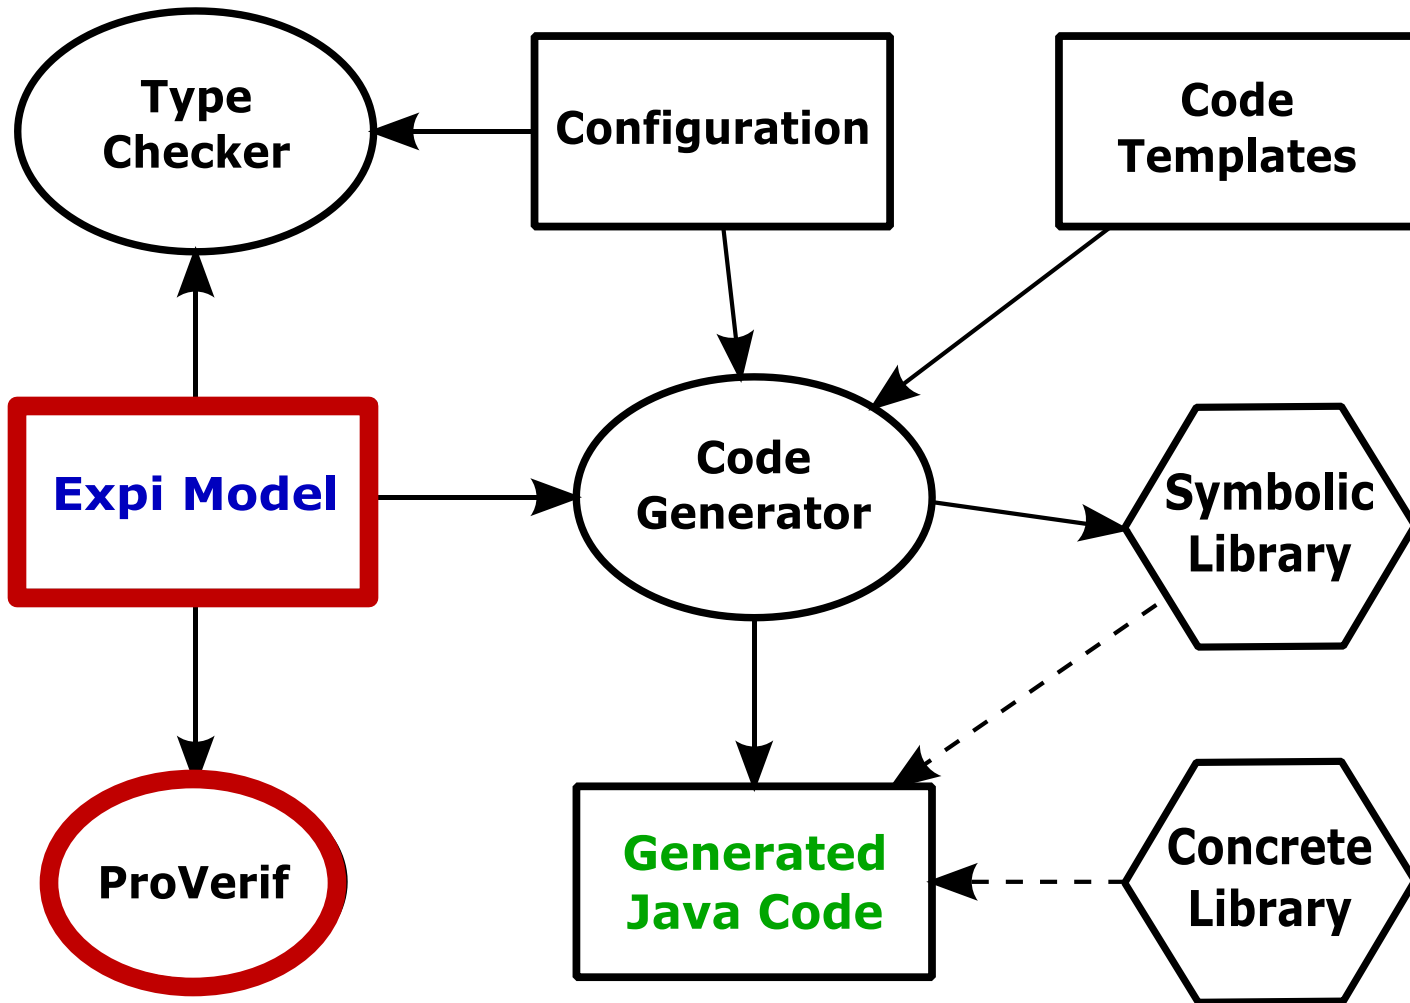 Type
Checker
Configuration
Code
Templates
Expi Model
Code
Generator
Symbolic
Library
ProVerif
Generated
Java Code
Concrete
Library